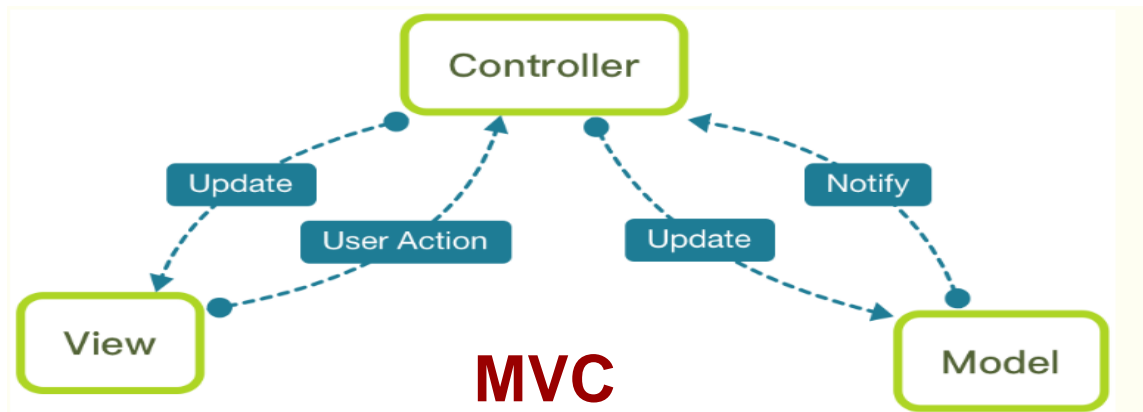 Controller
Update
Notify
User Action
Update
View
Model
MVC